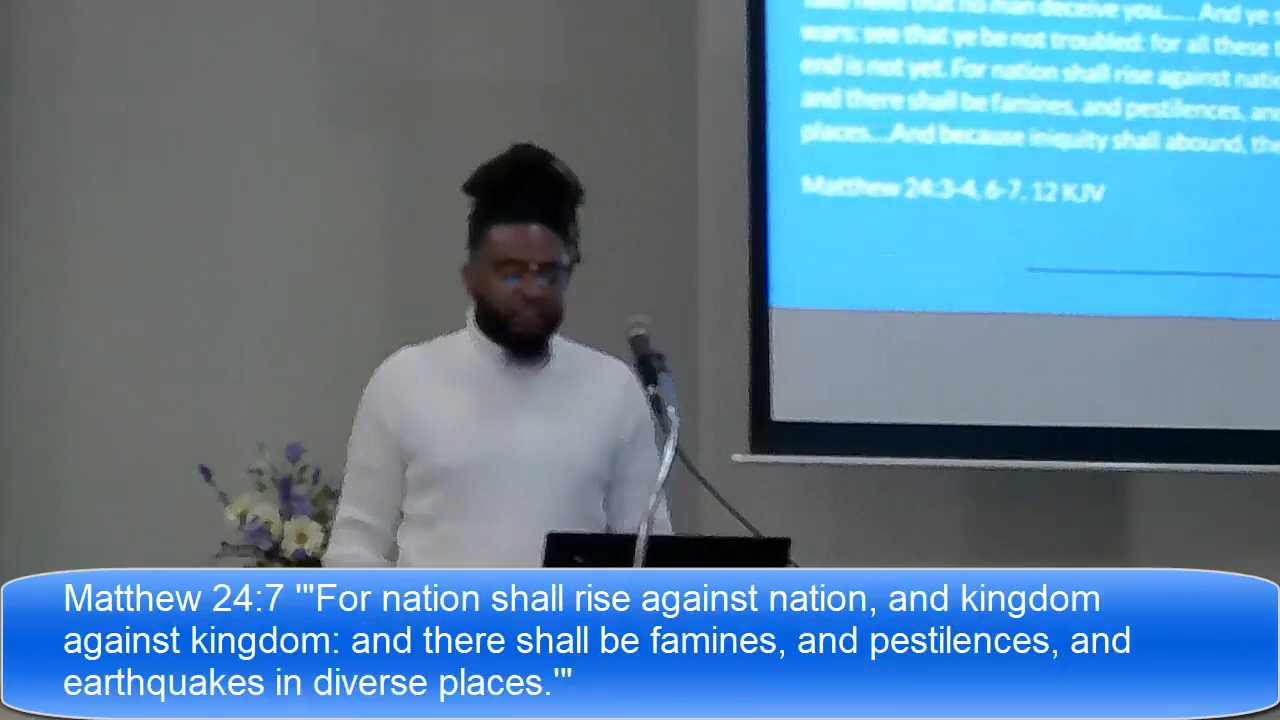 take heed that no man deceive you...... And ye s
wars: see that ye be not troubled: for all these t
end is not yet. For nation shall rise against nati
and there shall be famines, and pestilences, an
places....And because iniquity shall abound, the
Matthew 24:3-4, 6-7, 12 KJV
Matthew 24:7 '"For nation shall rise against nation, and kingdom
against kingdom: and there shall be famines, and pestilences, and
earthquakes in diverse places.'"